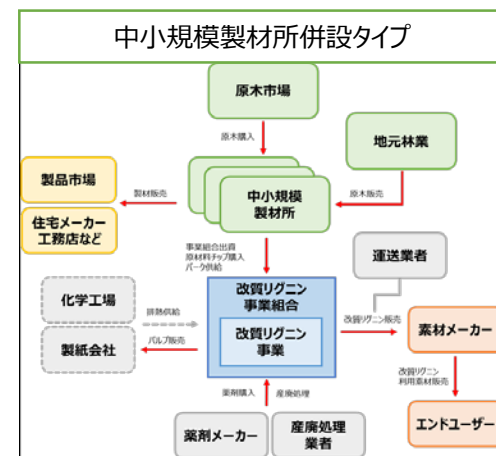 中小規模製材所併設タイプ
原木市場
原木購入
地元林業
製品市場
製材販売
中小規模
製材所
原木販売
住宅メーカー
工務店など
事業組合出資
原材料チップ購入
バーク供給
運送業者
化学工場
排熱供給
改質リグニン
事業組合
改質リグニン
事業
改質リグニン販売
素材メーカー
製紙会社
パルプ販売
改質リグニン
利用素材販売
薬剤購入
産廃処理
薬剤メーカー
産廃処理
業者
エンドユーザー